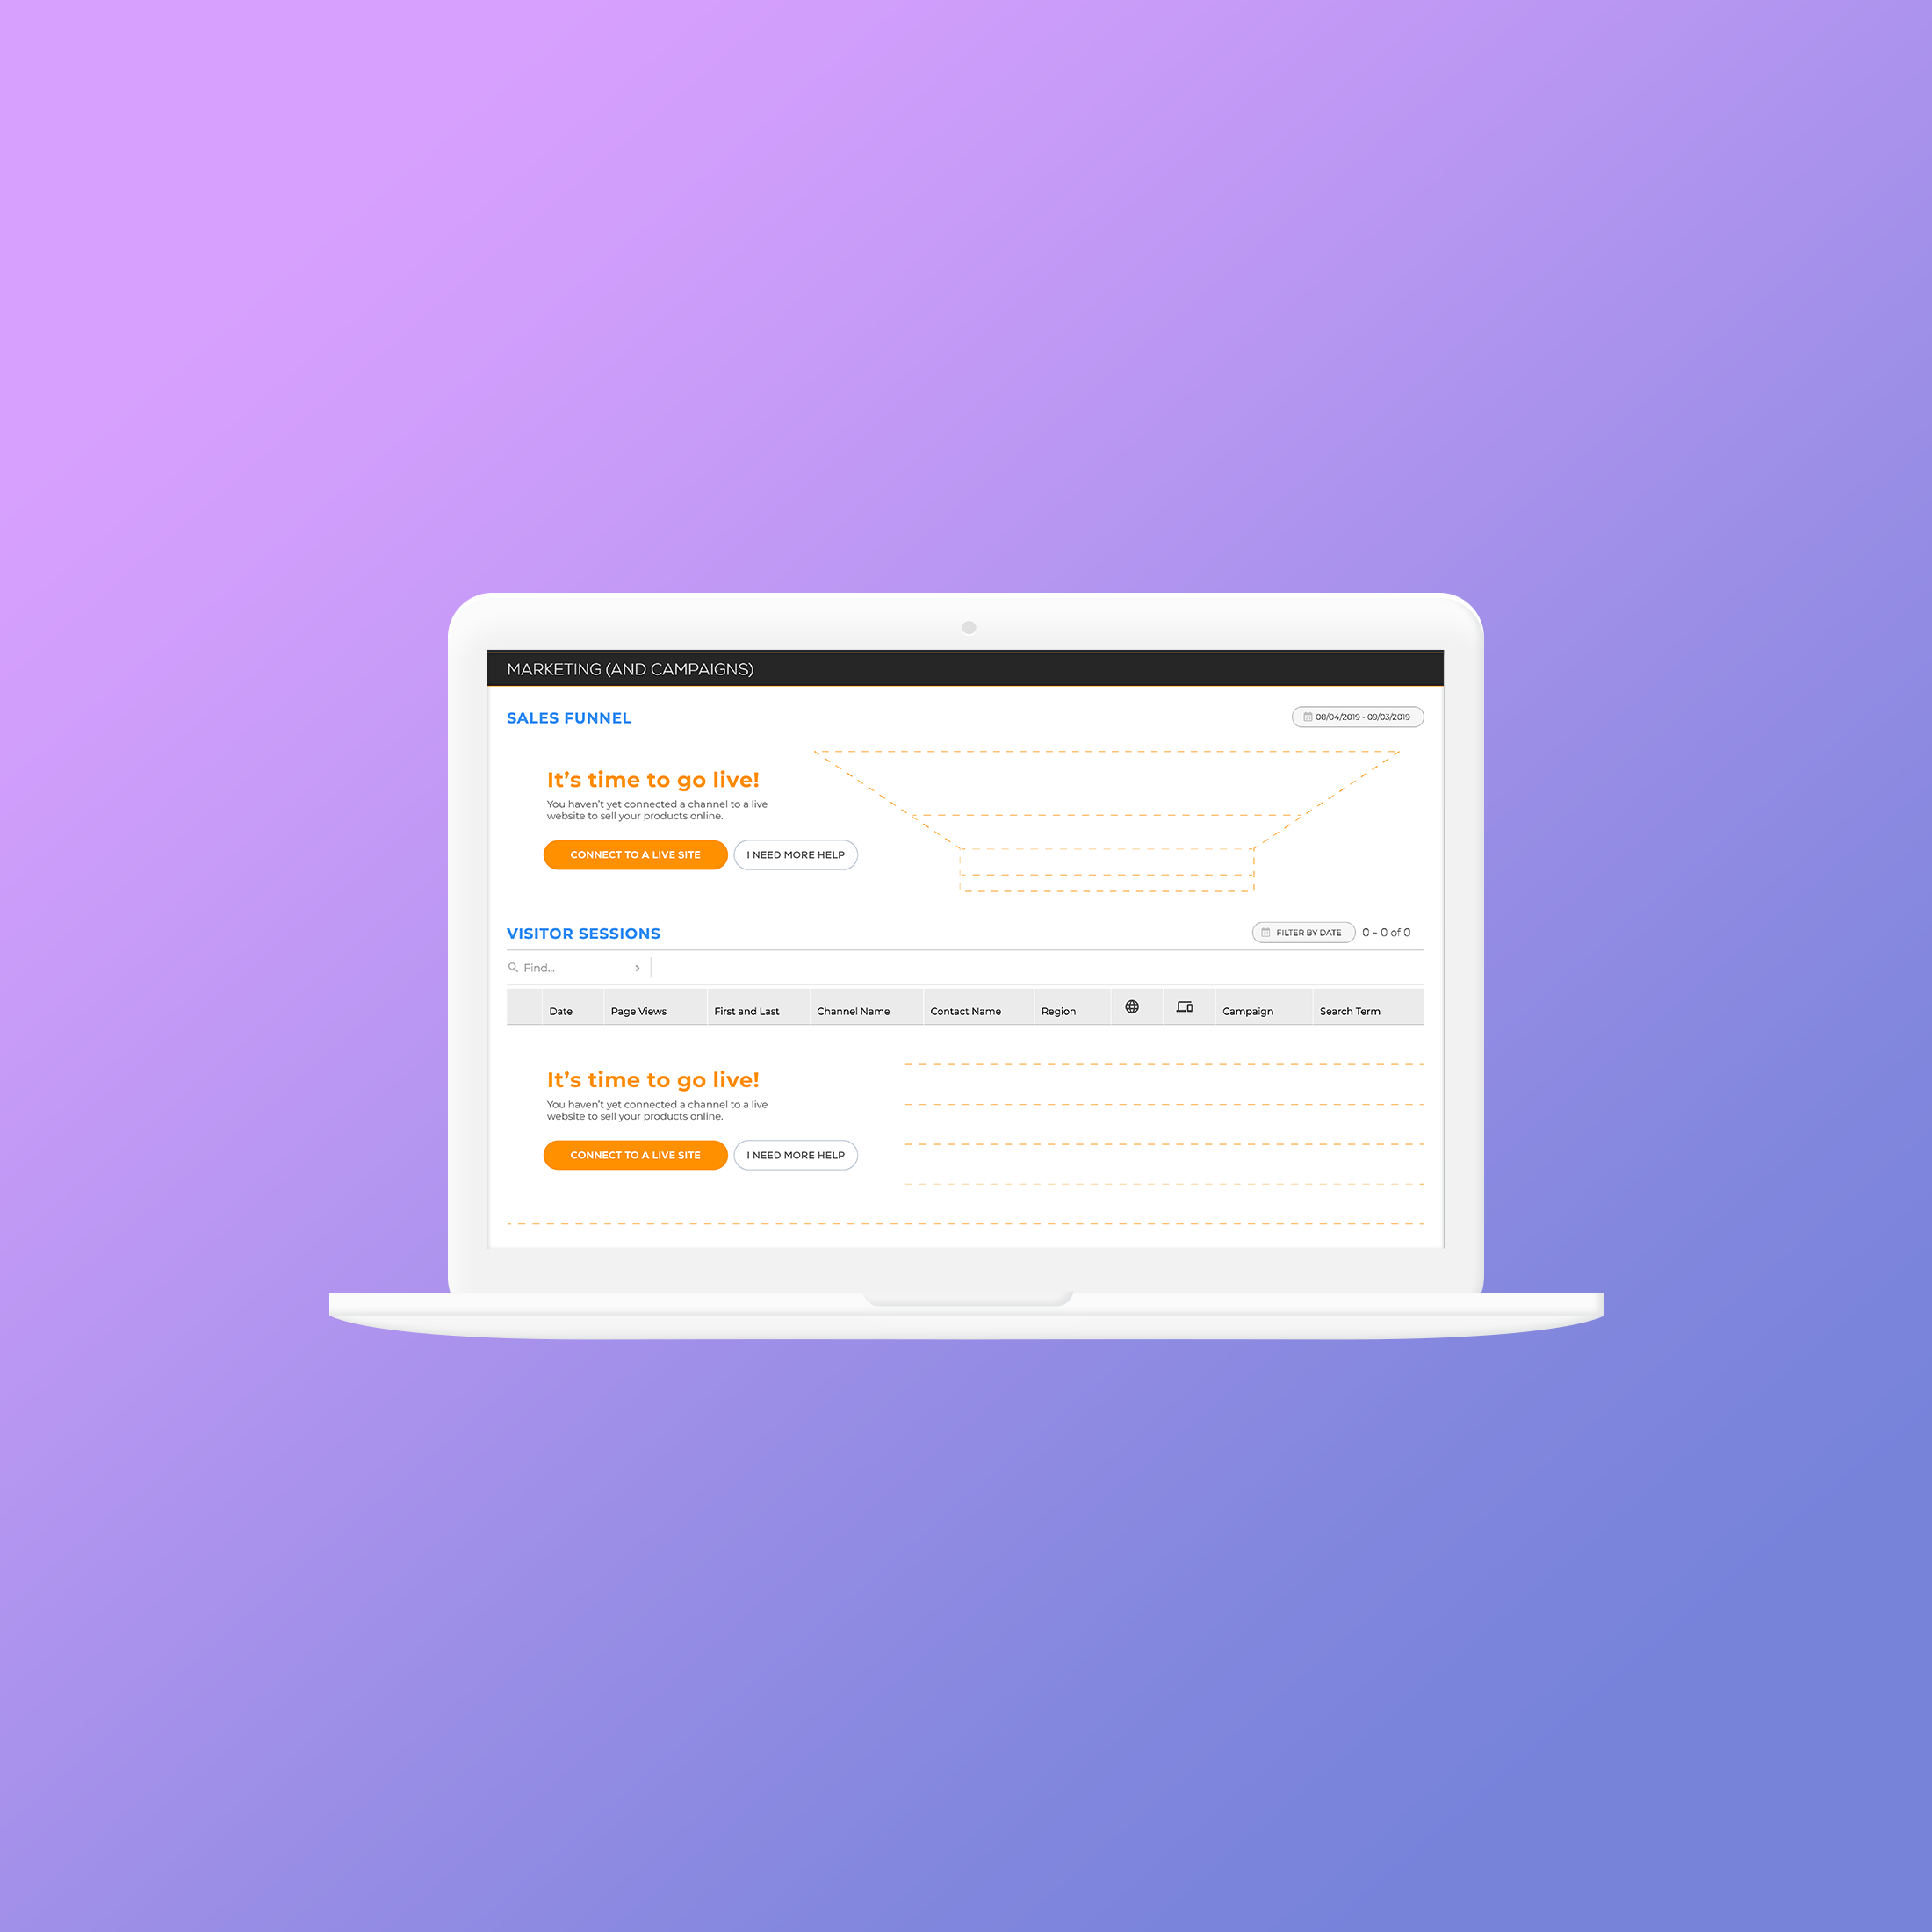 MARKETING (AND CAMPAIGNS)
SALES FUNNEL
08/04/2019 - 09/03/2019
It's time to go live!
You haven't yet connected a channel to a live
website to sell your products online.
CONNECT TO A LIVE SITE
I NEED MORE HELP
VISITOR SESSIONS
FILTER BY DATE
0 - 0 of 0
Find...
Date
Page Views
First and Last
Channel Name
Contact Name
Region
Campaign
Search Term
It's time to go live!
You haven't yet connected a channel to a live
website to sell your products online.
CONNECT TO A LIVE SITE
I NEED MORE HELP